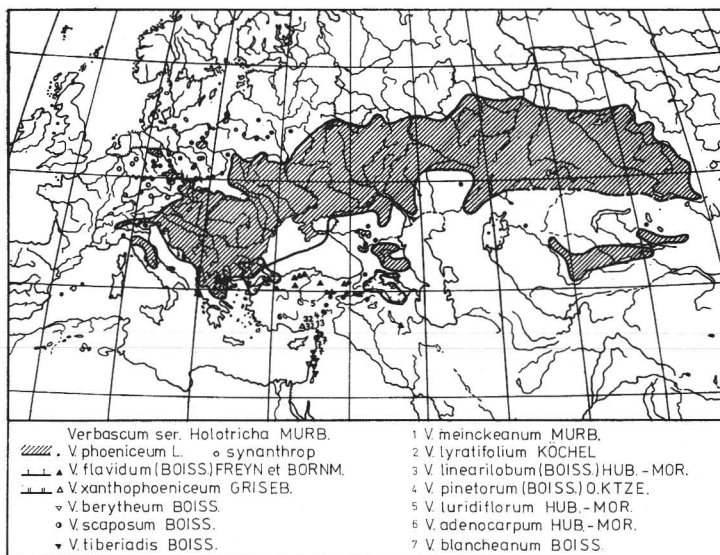 Verbascum ser. Holotricha MURB.
V. phoeniceum L. o synanthrop
V. flavidum (BOISS.) FREYN et BORNM.
V. xanthophoeniceum GRISEB.
V. berytheum BOISS.
V. scaposum BOISS.
V. tiberiadis BOISS.
1 V. meinckeanum MURB.
2 V. lyratifolium KÖCHEL
3 V. linearilobum (BOISS.) HUB.-MOR.
4 V. pinetorum (BOISS.) O.KTZE.
5 V. luridiflorum HUB.-MOR.
6 V. adenocarpum HUB.-MOR.
7 V. blancheanum BOISS.